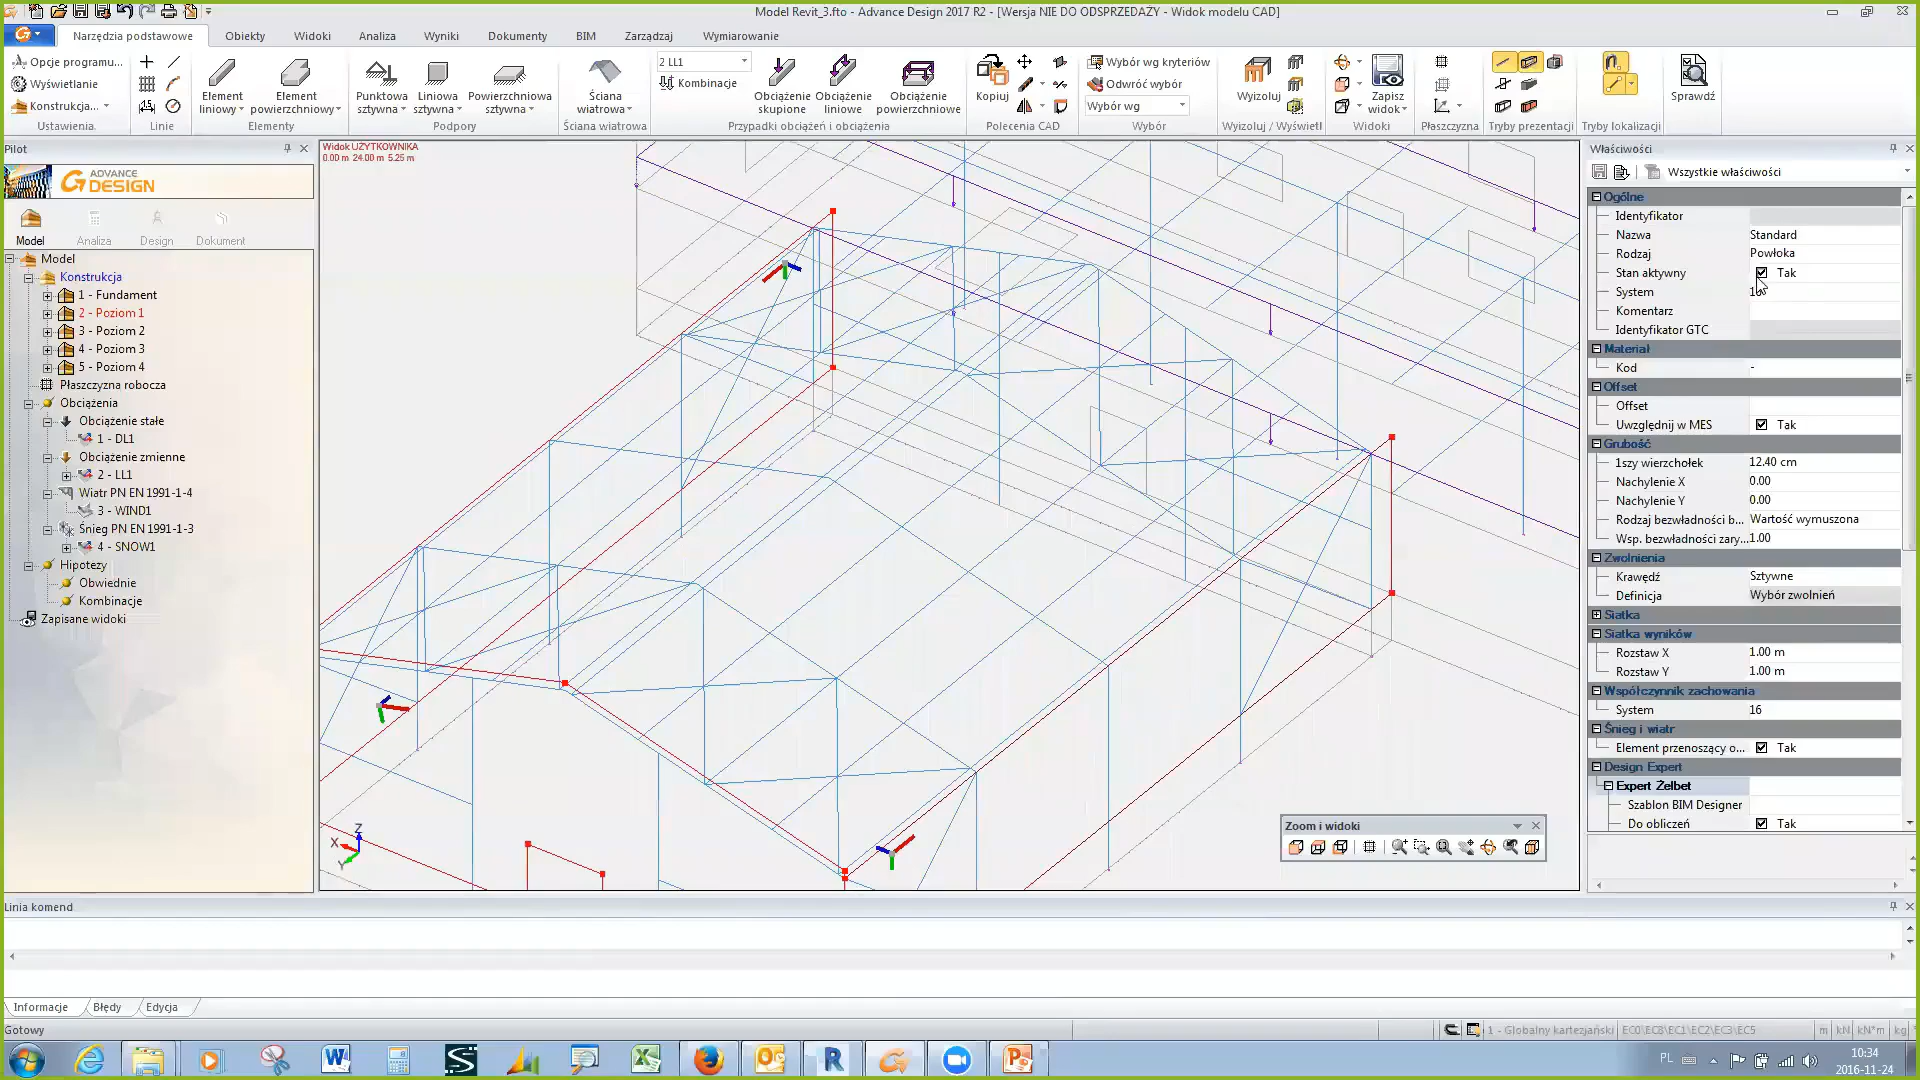 Model Revit_3.fto - Advance Design 2017 R2 - [Wersja NIE DO ODSPRZEDAŻY - Widok modelu CAD]
Narzędzia podstawowe
Obiekty
Widoki
Analiza
Wyniki
Dokumenty
BIM
Zarządzaj
Wymiarowanie
Opcje programu...
Wyświetlanie
Konstrukcja...
Ustawienia.
Linie
Element liniowy
Element powierzchniowy
Elementy
Punktowa sztywna
Liniowa sztywna
Powierzchniowa sztywna
Podpory
Ściana wiatrowa
Ściana wiatrowa
2 LL1
Kombinacje
Obciążenie skupione
Obciążenie liniowe
Obciążenie powierzchniowe
Przypadki obciążeń i obciążenia
Kopiuj
Polecenia CAD
Wybór wg kryteriów
Odwróć wybór
Wybór wg
Wybór
Wyizoluj
Wyizoluj / Wyświetl
Zapisz widok
Widoki
Płaszczyzna
Tryby prezentacji
Tryby lokalizacji
Sprawdź
Pilot
ADVANCE
DESIGN
Model
Analiza
Design
Dokument
Model
Konstrukcja
1 - Fundament
2 - Poziom 1
3 - Poziom 2
4 - Poziom 3
5 - Poziom 4
Płaszczyzna robocza
Obciążenia
Obciążenie stałe
1 - DL1
Obciążenie zmienne
2 - LL1
Wiatr PN EN 1991-1-4
3 - WIND1
Śnieg PN EN 1991-1-3
4 - SNOW1
Hipotezy
Obwiednie
Kombinacje
Zapisane widoki
Widok UŻYTKOWNIKA
0.00 m 24.00 m 5.25 m
Z
X
Y
Zoom i widoki
Właściwości
Wszystkie właściwości
Ogólne
Identyfikator
Nazwa Standard
Rodzaj Powłoka
Stan aktywny Tak
System
Komentarz
Identyfikator GTC
Materiał
Kod -
Offset
Offset
Uwzględnij w MES Tak
Grubość
1szy wierzchołek 12.40 cm
Nachylenie X 0.00
Nachylenie Y 0.00
Rodzaj bezwładności b... Wartość wymuszona
Wsp. bezwładności zary... 1.00
Zwolnienia
Krawędź Sztywne
Definicja Wybór zwolnień
Siatka
Siatka wyników
Rozstaw X 1.00 m
Rozstaw Y 1.00 m
Współczynnik zachowania
System 16
Śnieg i wiatr
Element przenoszący o... Tak
Design Expert
Expert Żelbet
Szablon BIM Designer
Do obliczeń Tak
Linia komend
Informacje
Błędy
Edycja
Gotowy
1 - Globalny kartezjański
EC0\EC8\EC1\EC2\EC3\EC5
m
kN
kN*m
kg
PL
10:34
2016-11-24